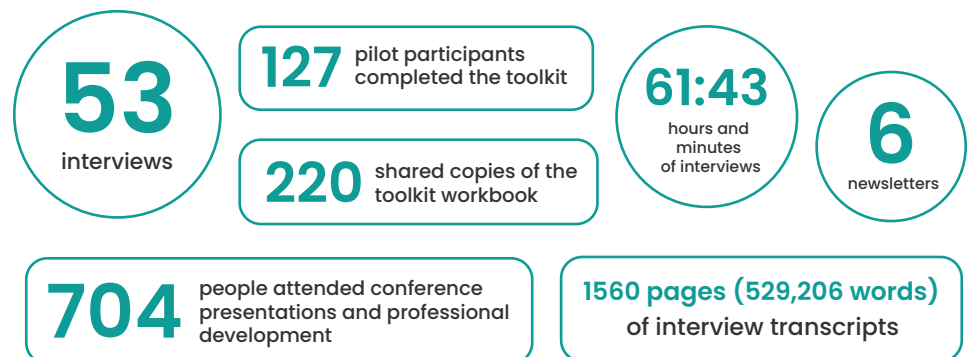 53
interviews
127
pilot participants
completed the toolkit
220
shared copies of the
toolkit workbook
61:43
hours and
minutes
of interviews
6
newsletters
704
people attended conference
presentations and professional
development
1560 pages (529,206 words)
of interview transcripts